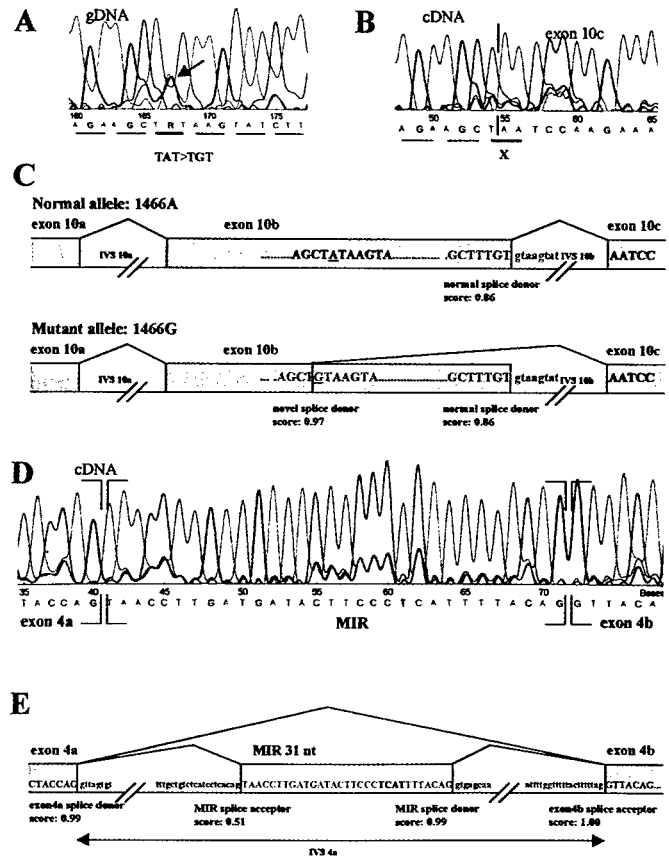 A
gDNA
160 165 170 175
A G A A G C T R T A A G T A T C T T
TAT>TGT
B
cDNA
exon 10c
50 55 60 65
A G A A G C T A A T C C A A G A A A
X
C
Normal allele: 1466A
exon 10a
exon 10b
exon 10c
IVS 10a
AGCTATAAGTA
GCTTTGT
gtaagtat
IVS 10b
AATCC
normal splice donor
score: 0.86
Mutant allele: 1466G
exon 10a
exon 10b
exon 10c
IVS 10a
AGCTGTAAGTA
GCTTTGT
gtaagtat
IVS 10b
AATCC
novel splice donor
score: 0.97
normal splice donor
score: 0.86
D
cDNA
35 40 45 50 55 60 65 70
T A C C A G T A A C C T T G A T G A T A C T T C C C T C A T T T T A C A G G T T A C A
exon 4a
MIR
exon 4b
E
exon 4a
MIR 31 nt
exon 4b
CTACCAG
TAACCTTGATGATACTTCCCTCATTTTACAG
gtgagcaa
GTTACAG...
exon4a splice donor
score: 0.99
MIR splice acceptor
score: 0.51
MIR splice donor
score: 0.99
exon4b splice acceptor
score: 1.00
IVS 4a